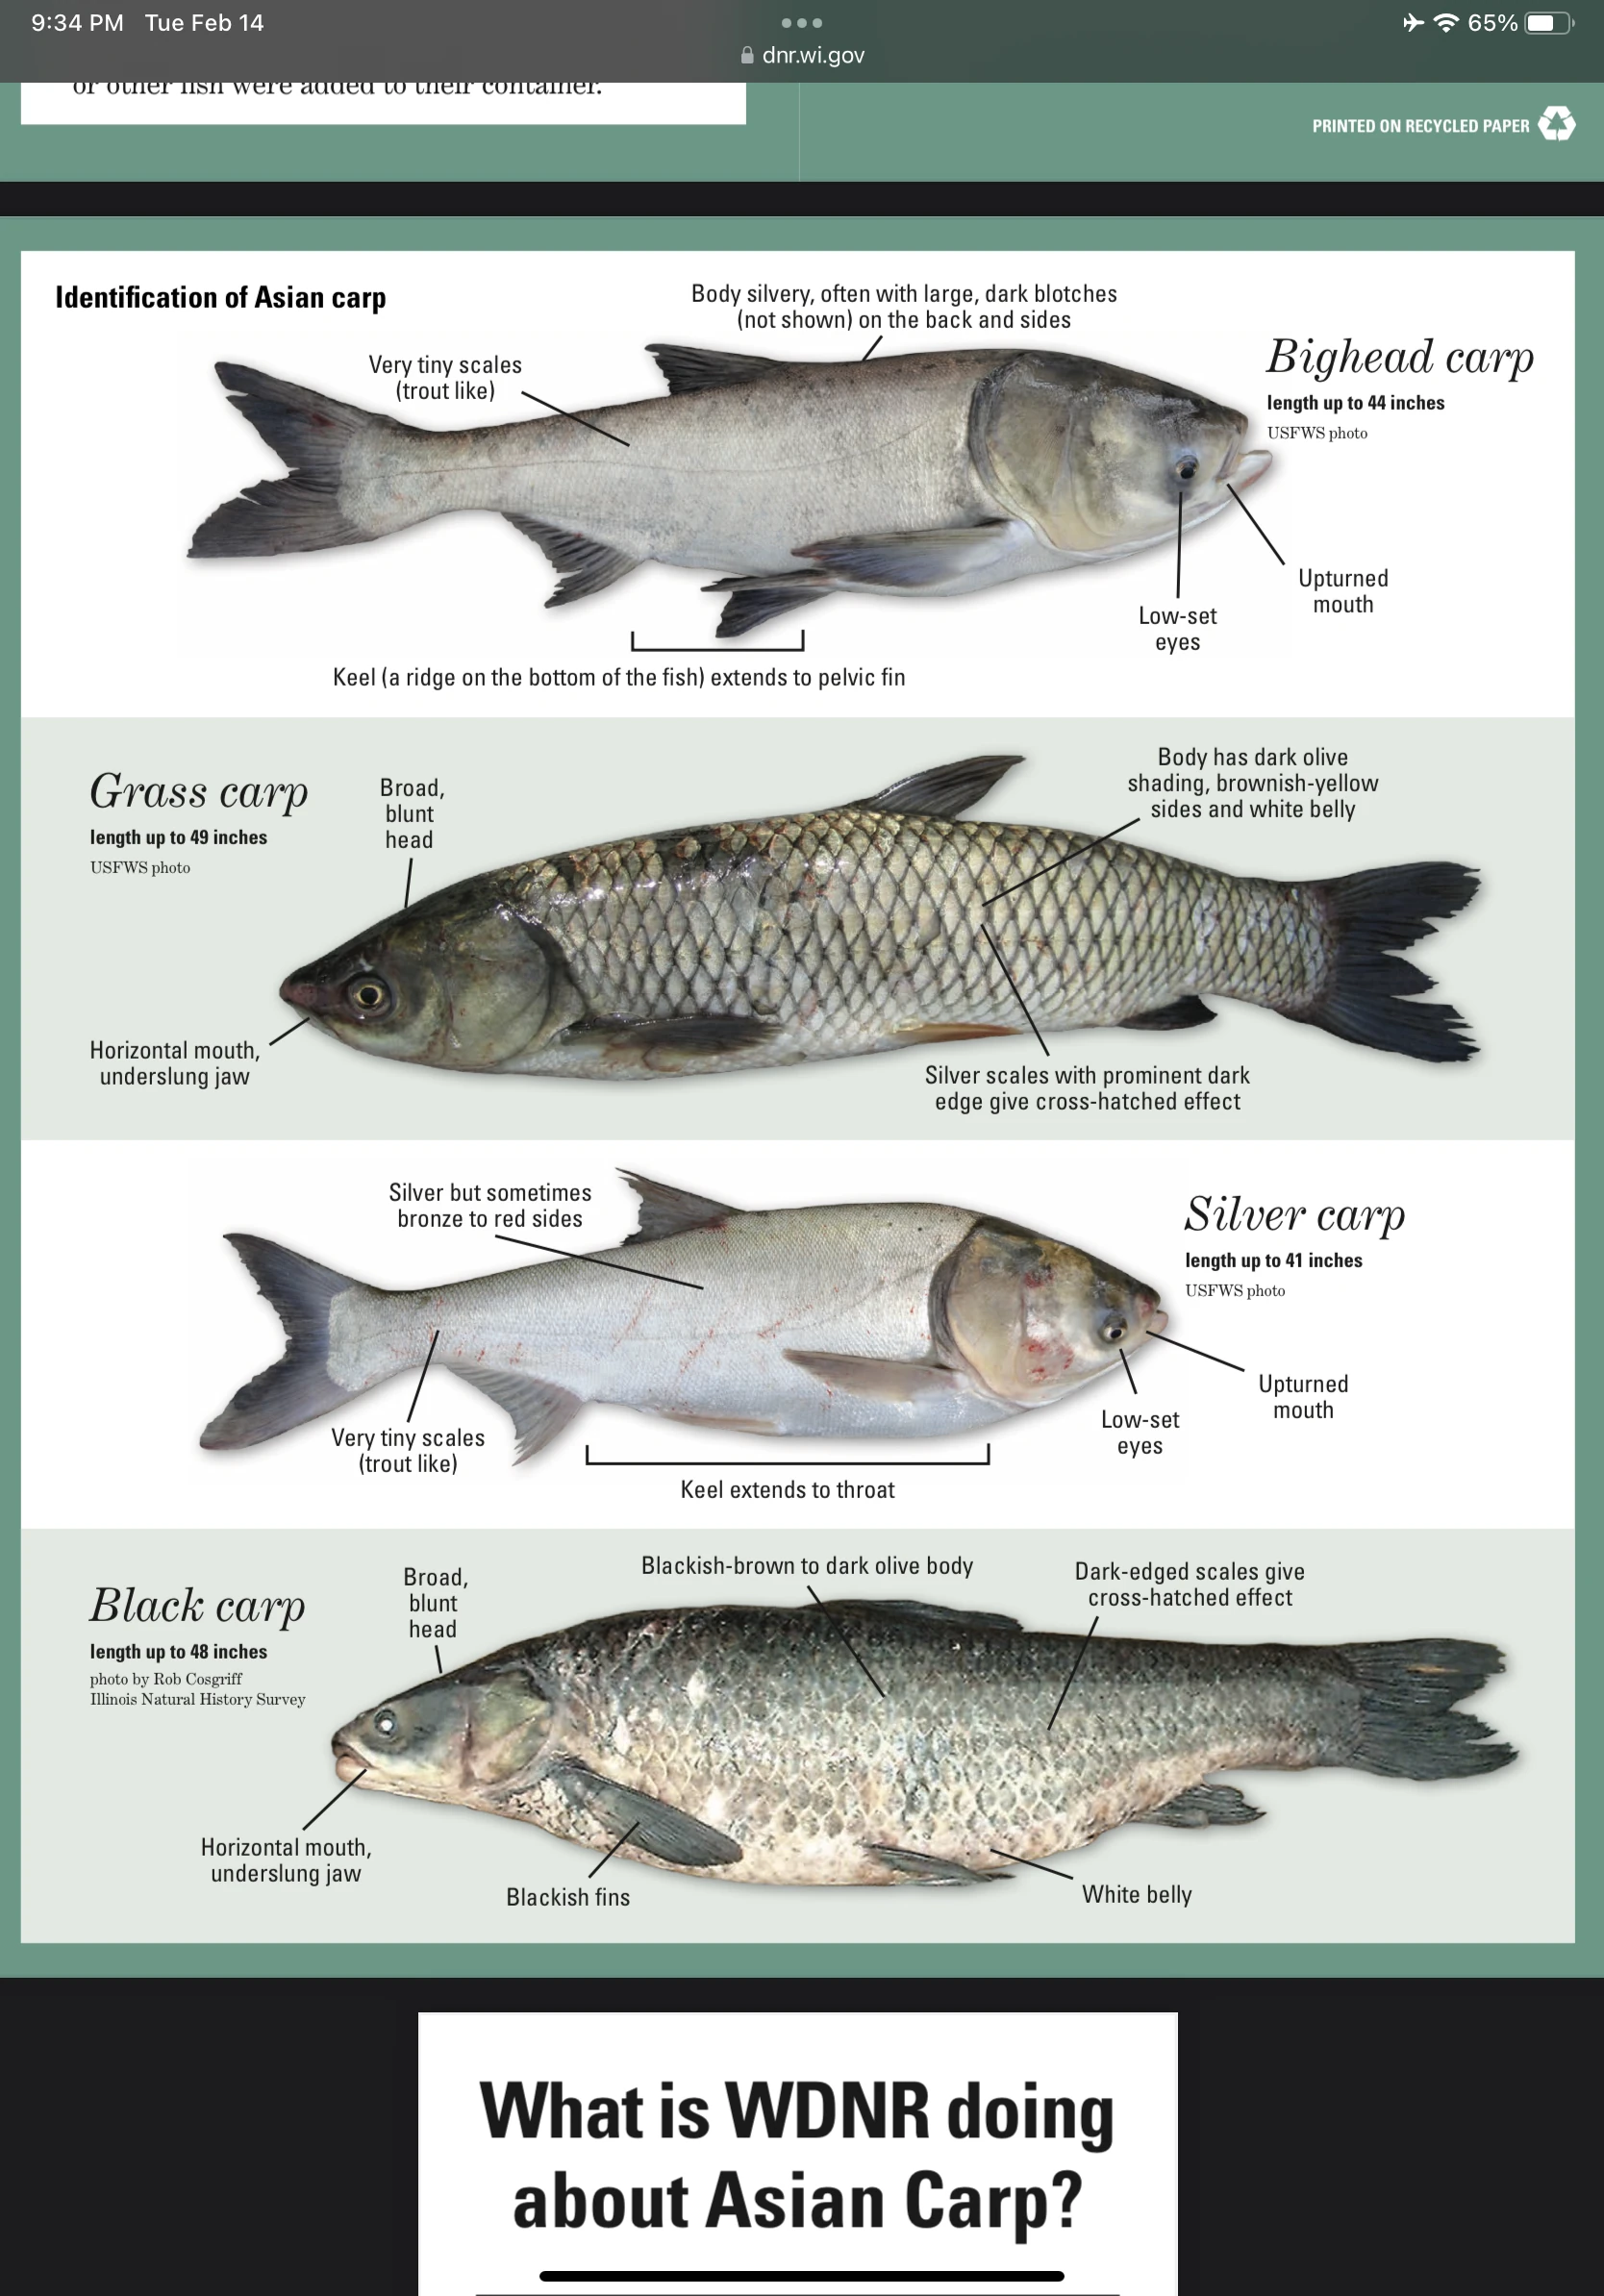 9:34 PM Tue Feb 14
65%
dnr.wi.gov
or other fish were added to their container.
PRINTED ON RECYCLED PAPER
Identification of Asian carp
Body silvery, often with large, dark blotches
(not shown) on the back and sides
Very tiny scales
(trout like)
Bighead carp
length up to 44 inches
USFWS photo
Upturned
mouth
Low-set
eyes
Keel (a ridge on the bottom of the fish) extends to pelvic fin
Grass carp
length up to 49 inches
USFWS photo
Broad,
blunt
head
Body has dark olive
shading, brownish-yellow
sides and white belly
Horizontal mouth,
underslung jaw
Silver scales with prominent dark
edge give cross-hatched effect
Silver but sometimes
bronze to red sides
Silver carp
length up to 41 inches
USFWS photo
Upturned
mouth
Low-set
eyes
Very tiny scales
(trout like)
Keel extends to throat
Black carp
length up to 48 inches
photo by Rob Cosgriff
Illinois Natural History Survey
Broad,
blunt
head
Blackish-brown to dark olive body
Dark-edged scales give
cross-hatched effect
Horizontal mouth,
underslung jaw
Blackish fins
White belly
What is WDNR doing
about Asian Carp?